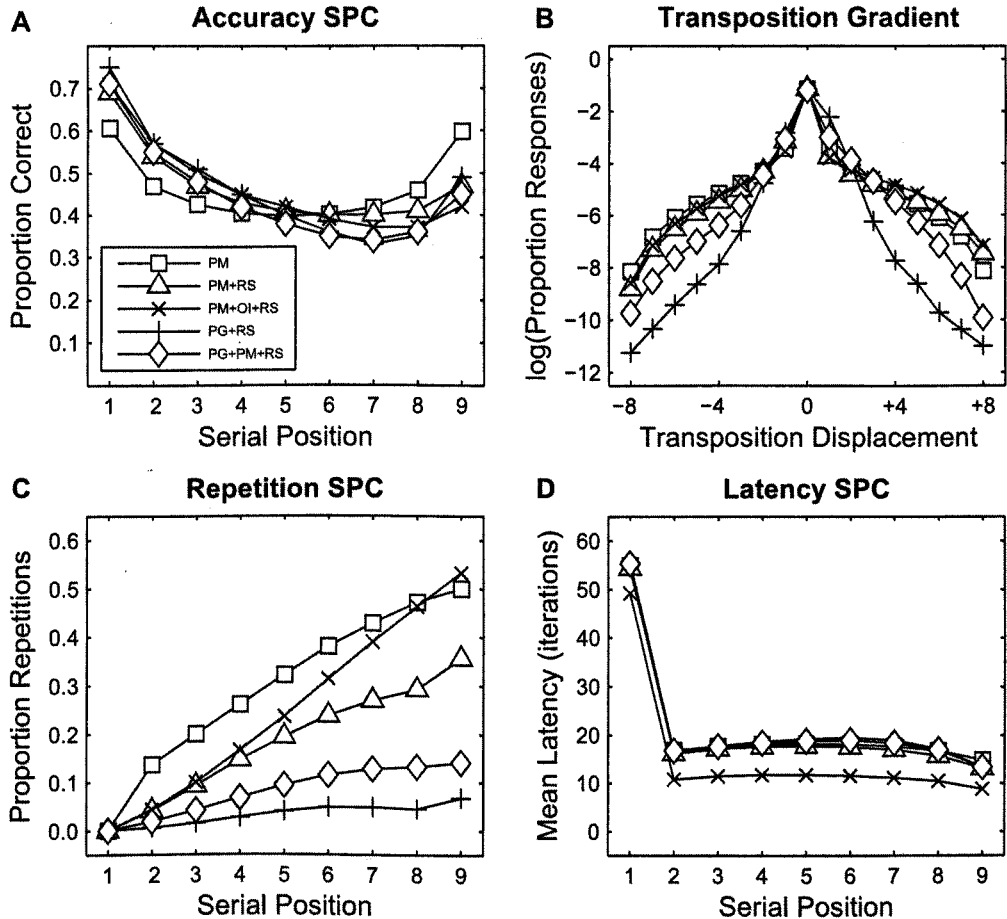 A
Accuracy SPC
Proportion Correct
0.7
0.6
0.5
0.4
0.3
0.2
0.1
PM
PM+RS
PM+OI+RS
PG+RS
PG+PM+RS
1 2 3 4 5 6 7 8 9
Serial Position
B
Transposition Gradient
log(Proportion Responses)
0
−2
−4
−6
−8
−10
−12
−8 −4 0 +4 +8
Transposition Displacement
C
Repetition SPC
Proportion Repetitions
0.6
0.5
0.4
0.3
0.2
0.1
0.0
1 2 3 4 5 6 7 8 9
Serial Position
D
Latency SPC
Mean Latency (iterations)
60
50
40
30
20
10
0
1 2 3 4 5 6 7 8 9
Serial Position